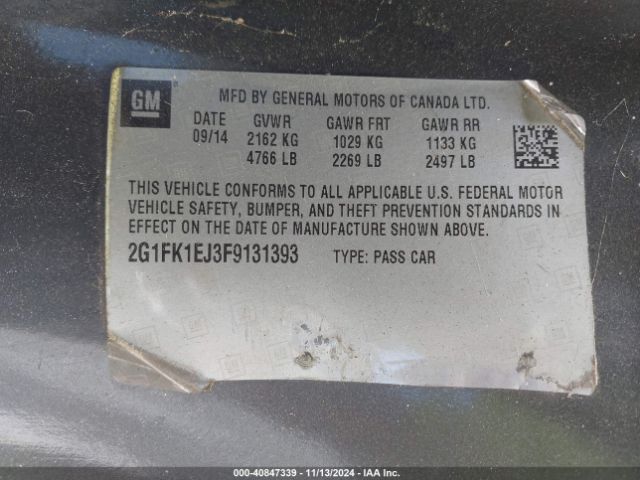 GM
MFD BY GENERAL MOTORS OF CANADA LTD.
DATE GVWR GAWR FRT GAWR RR
09/14 2162 KG 1029 KG 1133 KG
4766 LB 2269 LB 2497 LB
THIS VEHICLE CONFORMS TO ALL APPLICABLE U.S. FEDERAL MOTOR
VEHICLE SAFETY, BUMPER, AND THEFT PREVENTION STANDARDS IN
EFFECT ON THE DATE OF MANUFACTURE SHOWN ABOVE.
2G1FK1EJ3F9131393 TYPE: PASS CAR
000-40847339 - 11/13/2024 - IAA Inc.